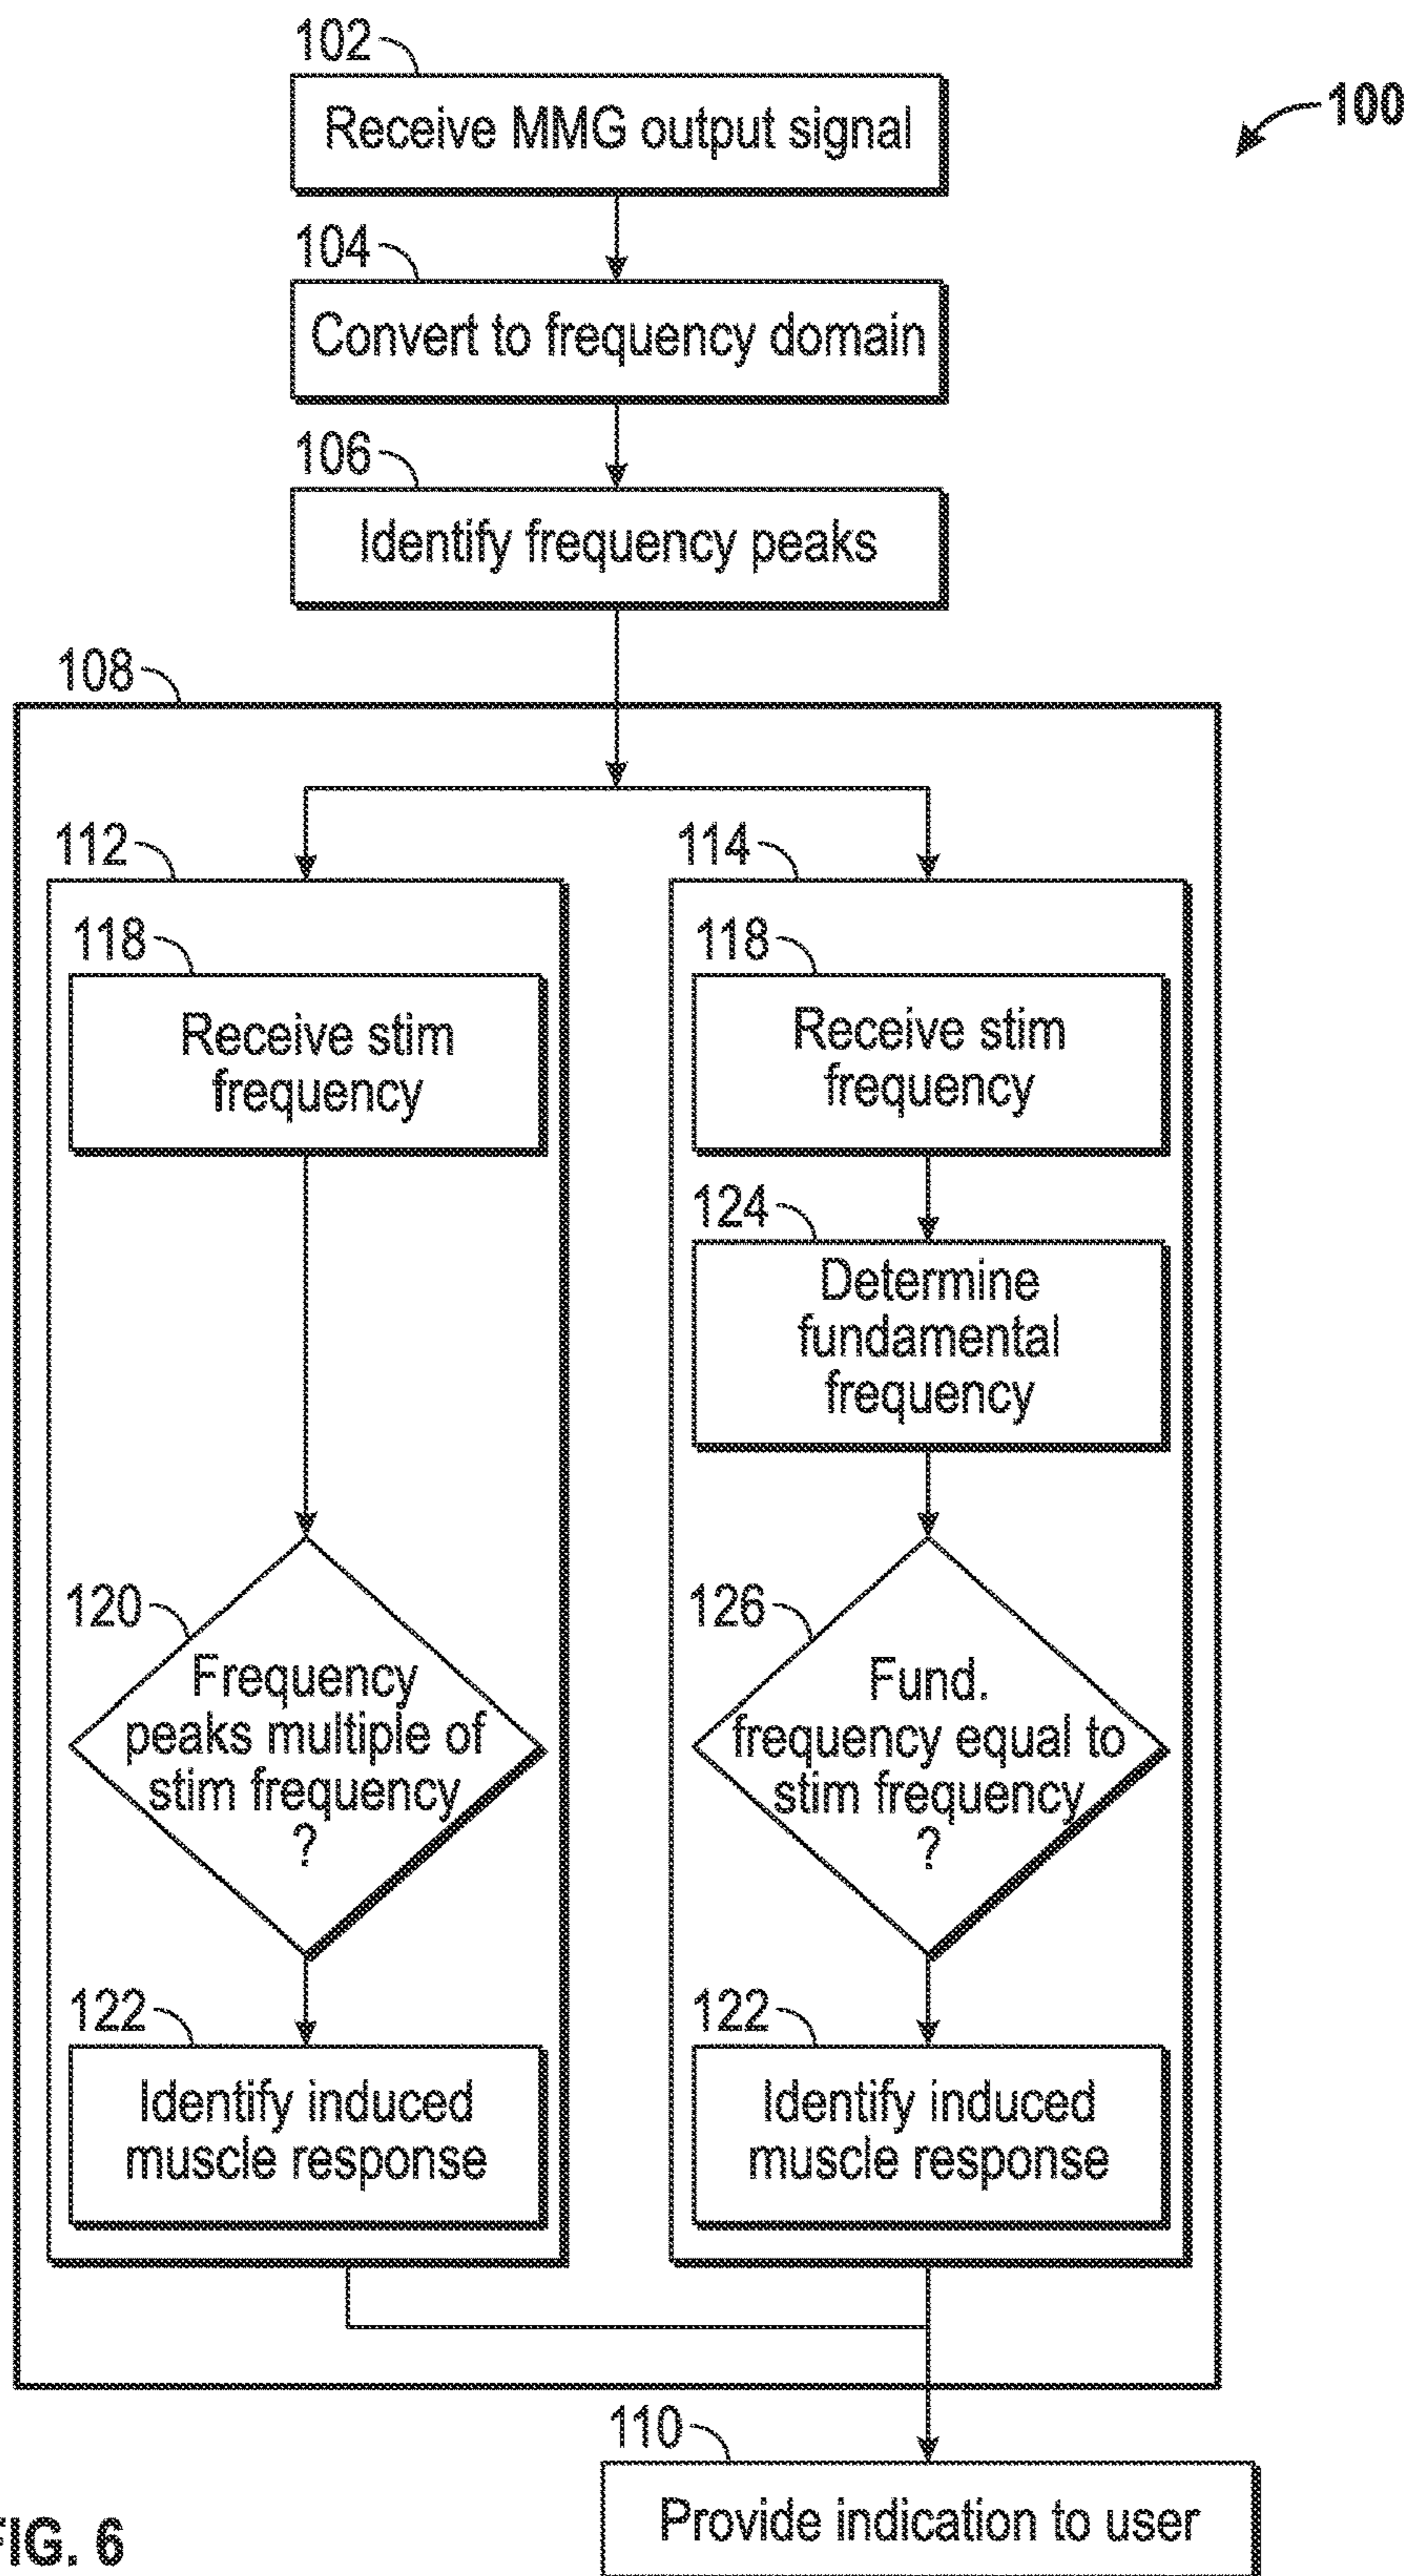 102
100
Receive MMG output signal
104
Convert to frequency domain
106
Identify frequency peaks
108
112
114
118
Receive stim
frequency
118
Receive stim
frequency
124
Determine
fundamental
frequency
120
Frequency
peaks multiple of
stim frequency
?
126
Fund.
frequency equal to
stim frequency
?
122
Identify induced
muscle response
122
Identify induced
muscle response
110
Provide indication to user
FIG. 6